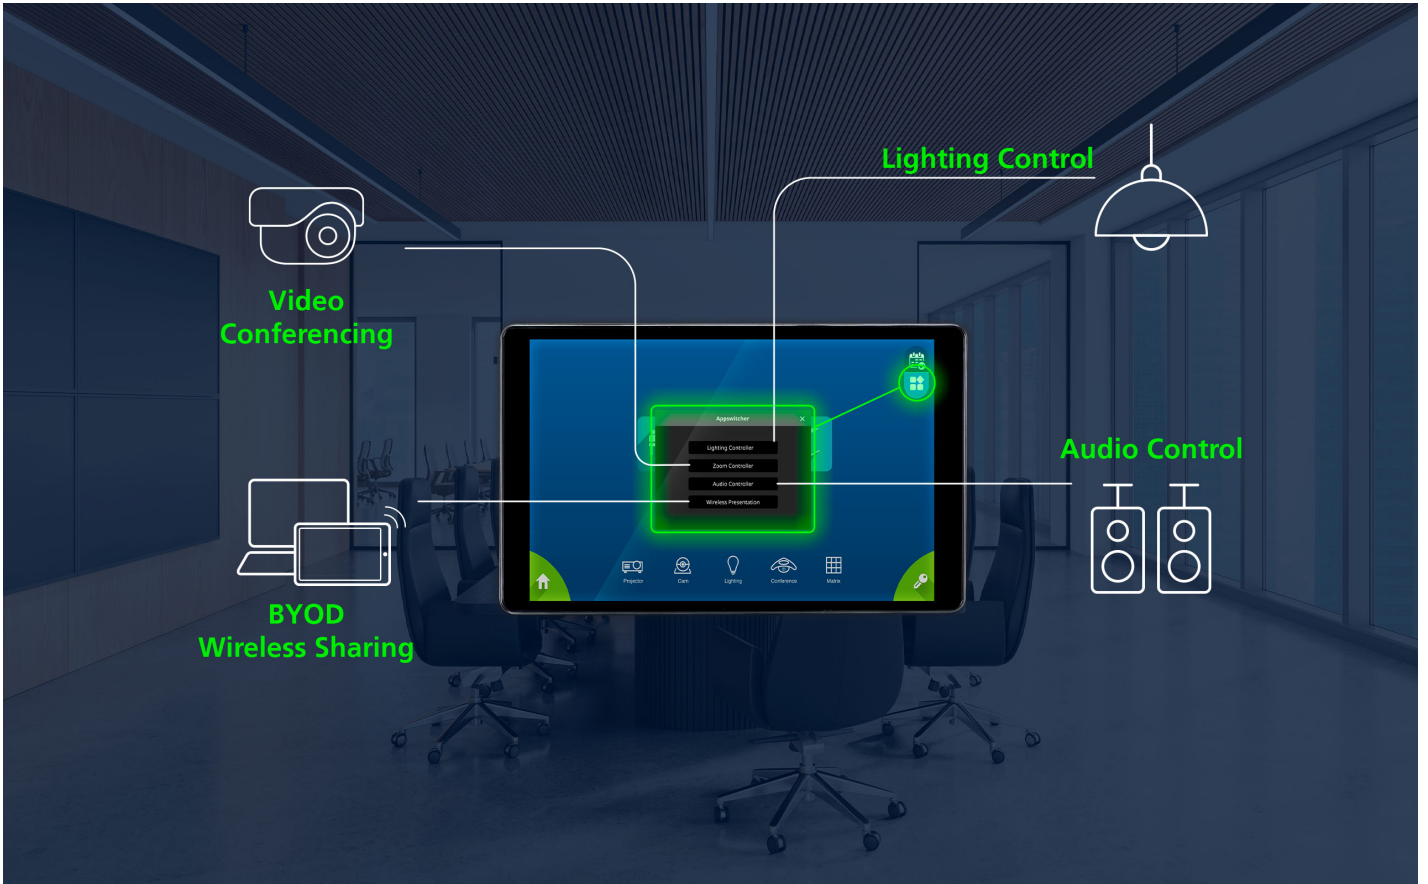 Lighting Control
Video
Conferencing
Appswitcher
Lighting Controller
Zoom Controller
Audio Controller
Wireless Presentation
Audio Control
Projector
Cam
Lighting
Conference
Matrix
BYOD
Wireless Sharing